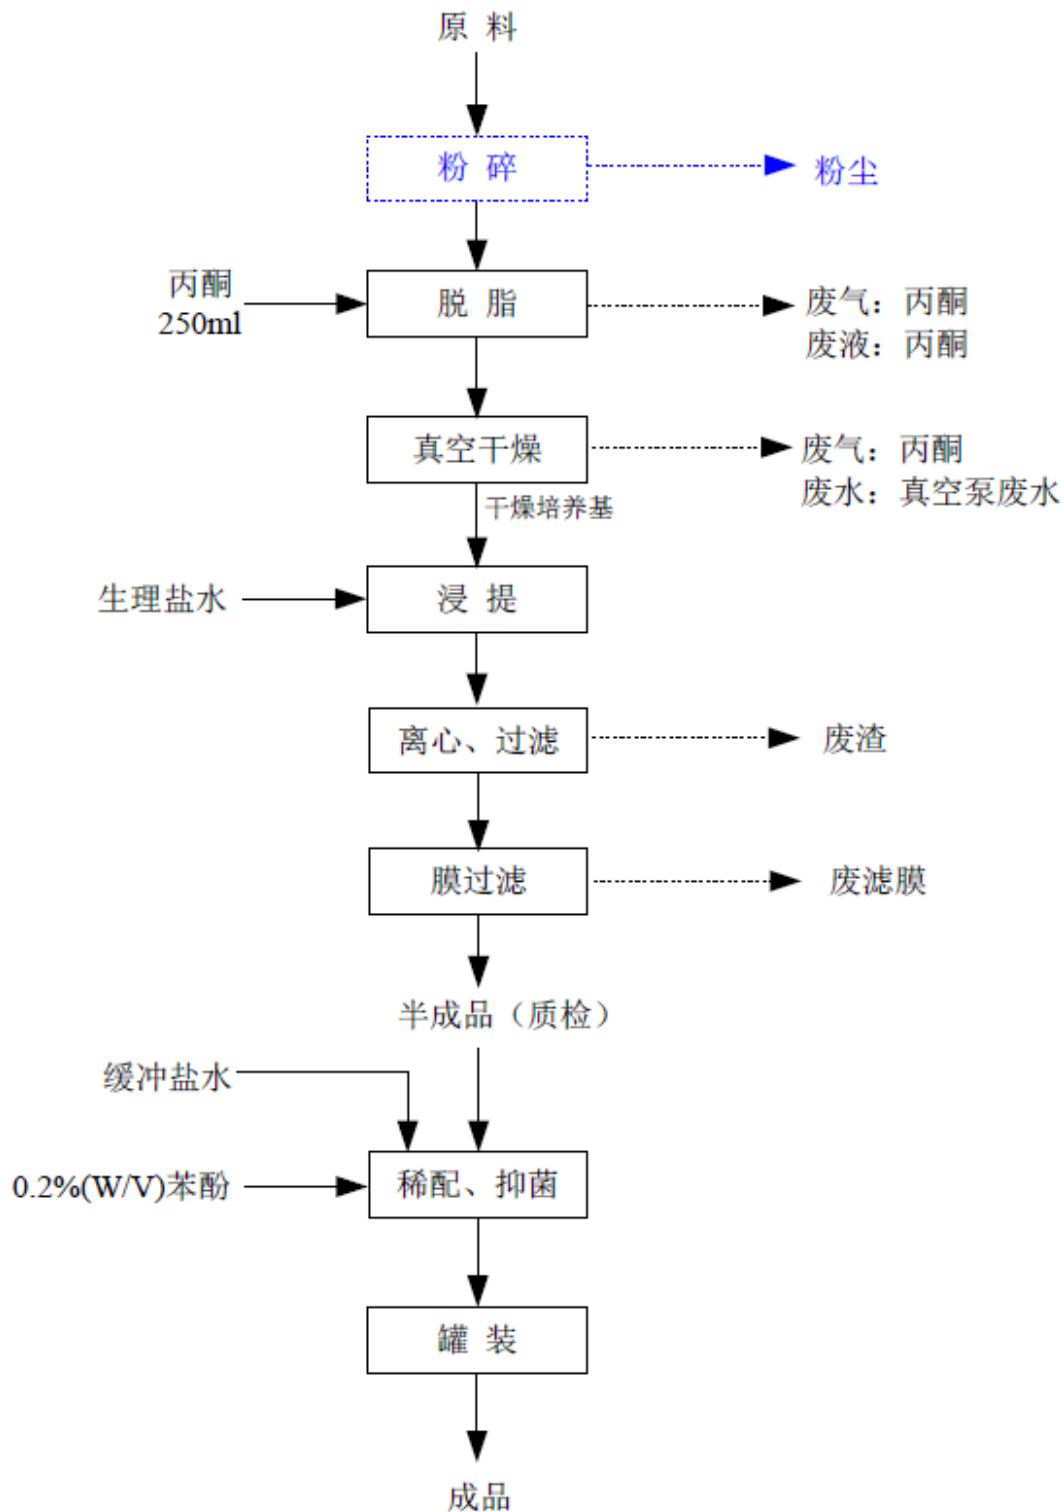 原 料
粉 碎
粉尘
丙酮
250ml
脱 脂
废气：丙酮
废液：丙酮
真空干燥
废气：丙酮
废水：真空泵废水
干燥培养基
生理盐水
浸 提
离心、过滤
废渣
膜过滤
废滤膜
半成品（质检）
缓冲盐水
0.2%(W/V)苯酚
稀配、抑菌
罐 装
成品